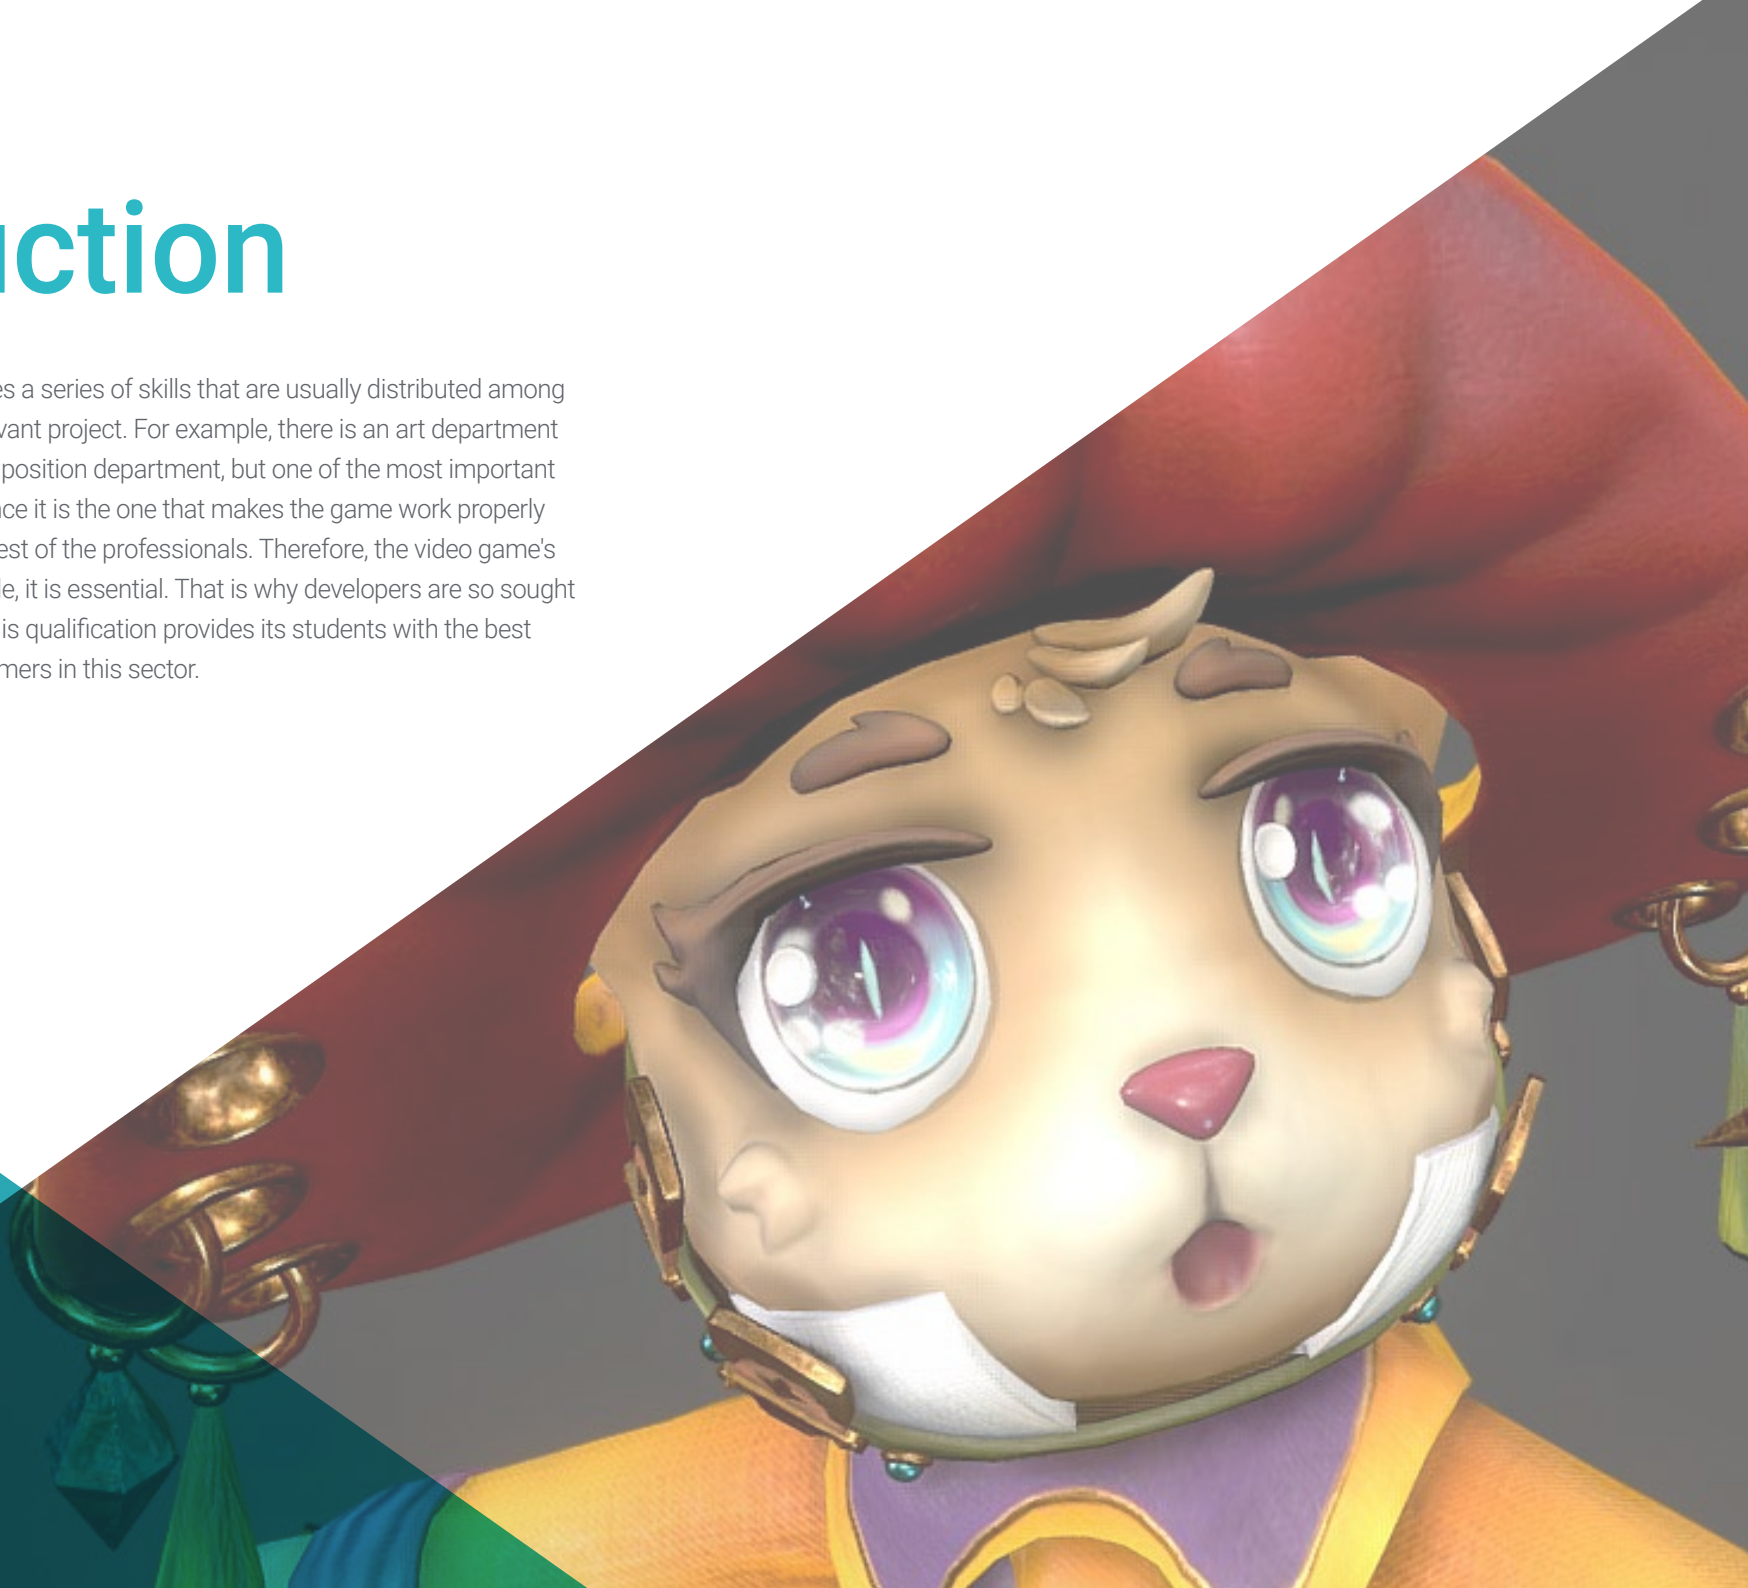 uction
es a series of skills that are usually distributed among
vant project. For example, there is an art department
position department, but one of the most important
ce it is the one that makes the game work properly
est of the professionals. Therefore, the video game's
le, it is essential. That is why developers are so sought
is qualification provides its students with the best
mers in this sector.